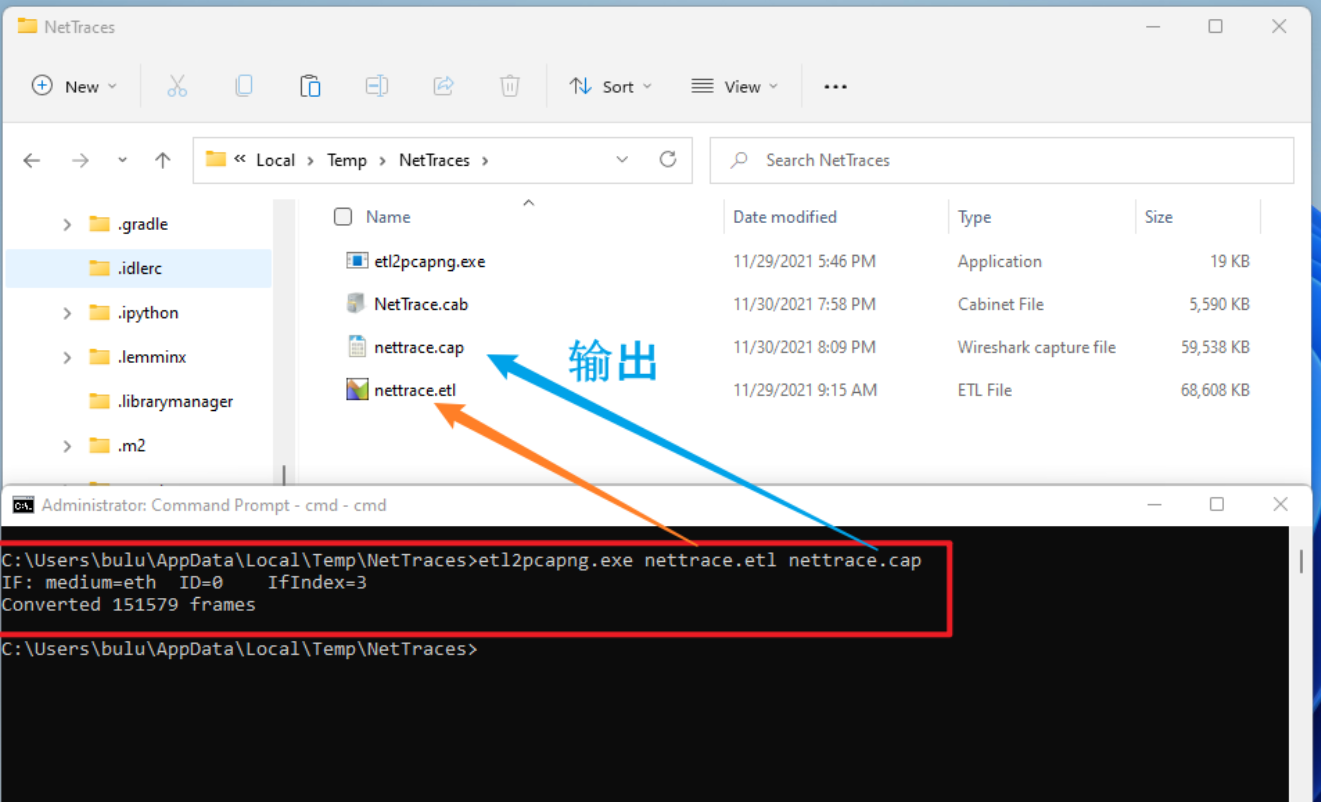 NetTraces
New Sort View
« Local > Temp > NetTraces > Search NetTraces
Name Date modified Type Size
.gradle
.idlerc
.ipython
.lemminx
.librarymanager
.m2
etl2pcapng.exe 11/29/2021 5:46 PM Application 19 KB
NetTrace.cab 11/30/2021 7:58 PM Cabinet File 5,590 KB
nettrace.cap 11/30/2021 8:09 PM Wireshark capture file 59,538 KB
nettrace.etl 11/29/2021 9:15 AM ETL File 68,608 KB
输出
Administrator: Command Prompt - cmd - cmd
C:\Users\bulu\AppData\Local\Temp\NetTraces>etl2pcapng.exe nettrace.etl nettrace.cap
IF: medium=eth ID=0 IfIndex=3
Converted 151579 frames
C:\Users\bulu\AppData\Local\Temp\NetTraces>